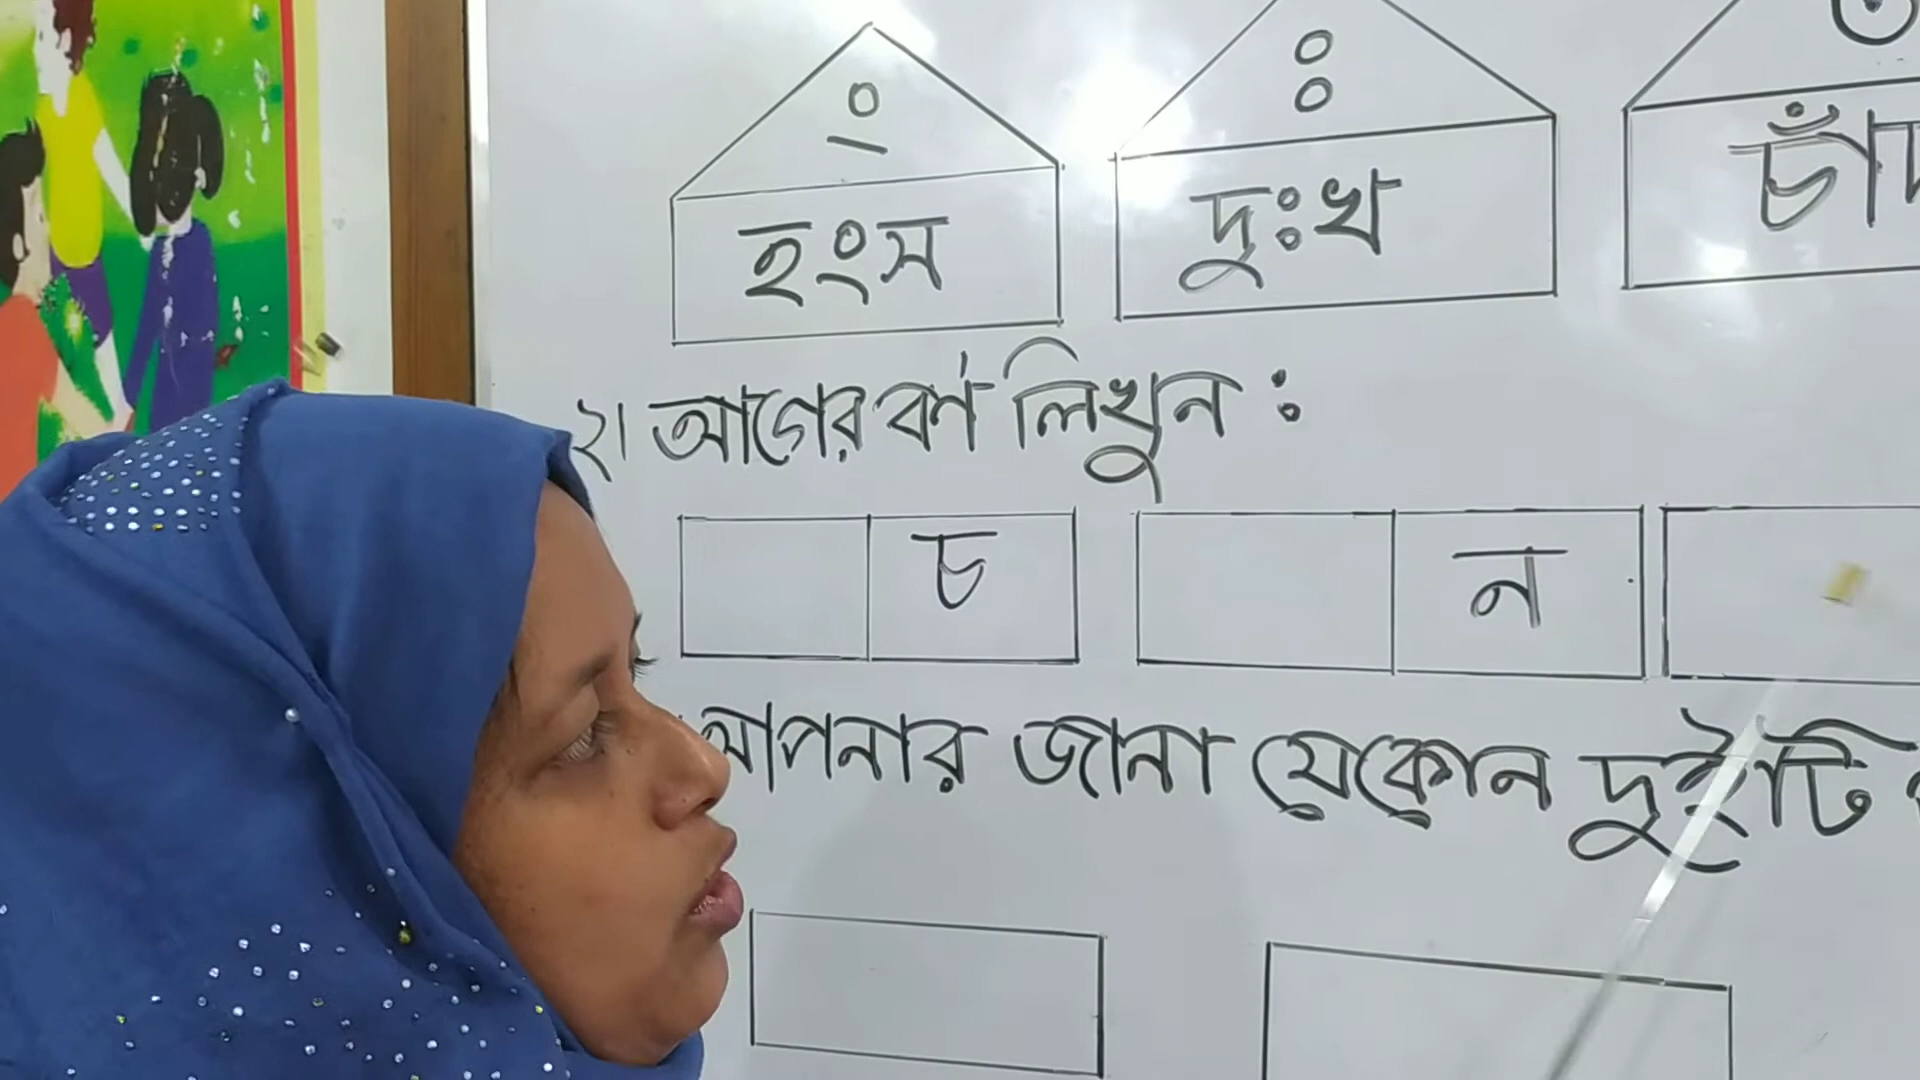 ং ঃ ঁ
হংস দুঃখ চাঁদ
২। আগের বর্ণ লিখুন :
চ ন
আপনার জানা যেকোন দুইটি